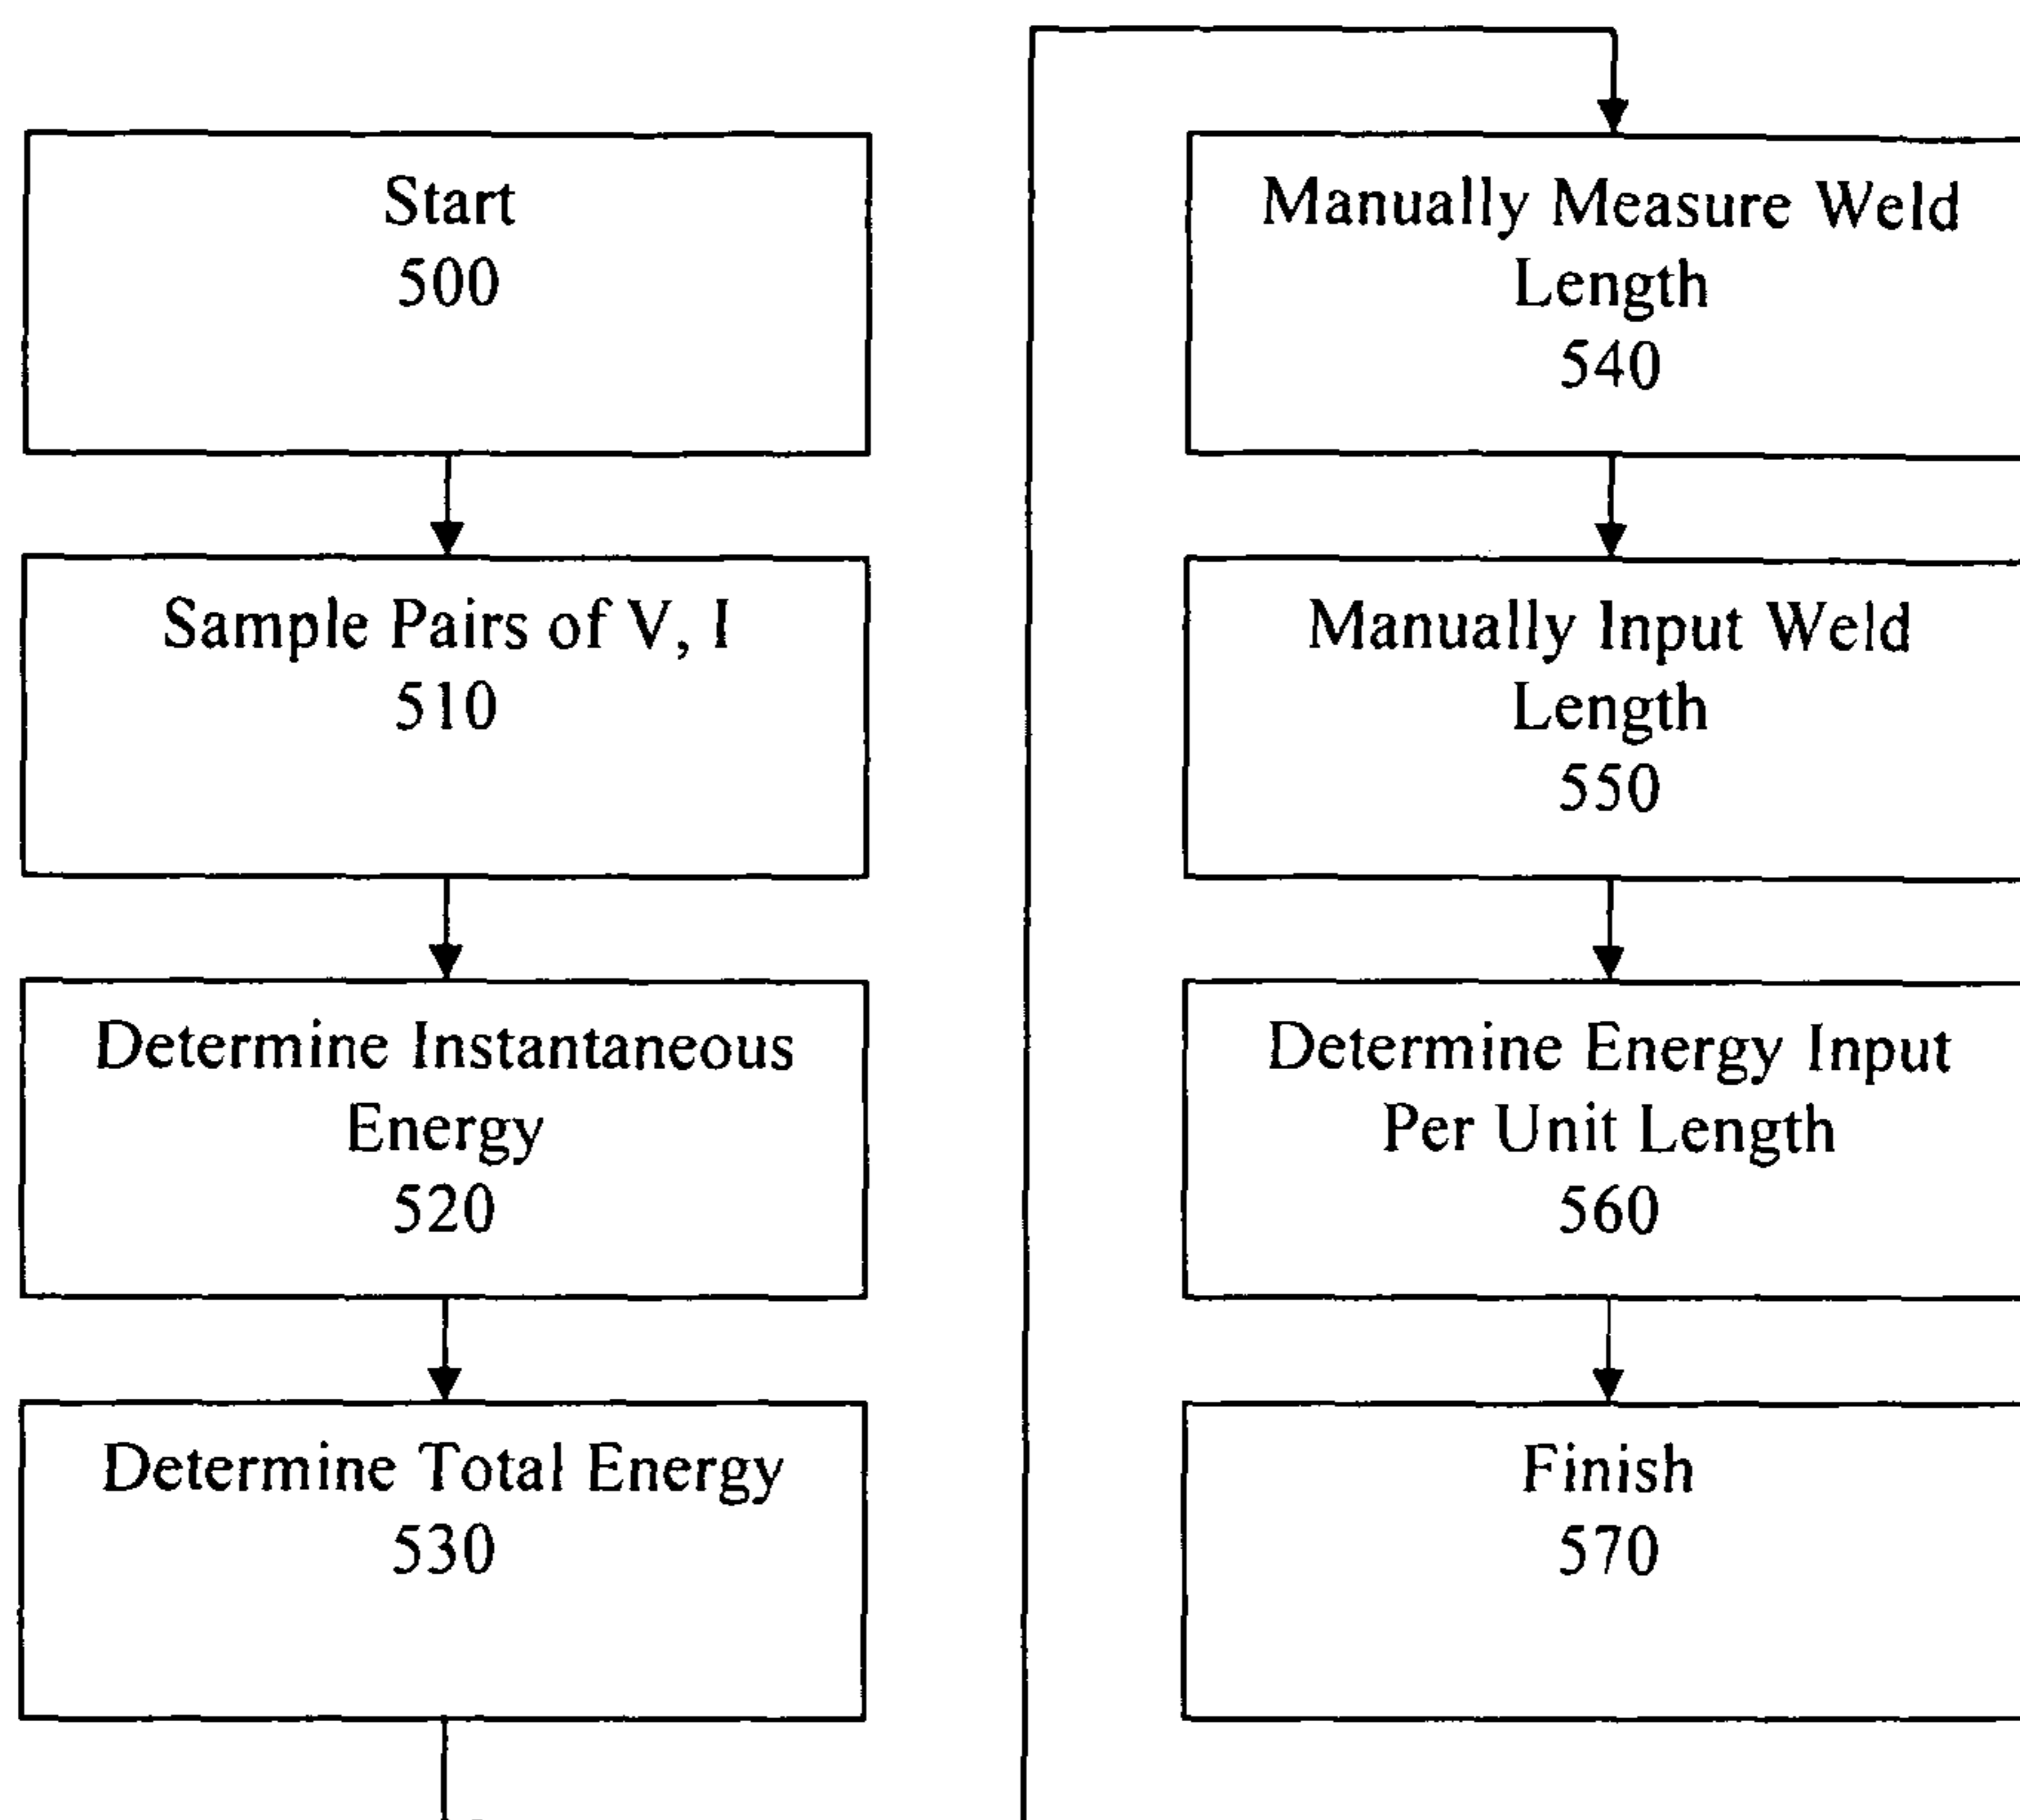 Start
500
Sample Pairs of V, I
510
Determine Instantaneous
Energy
520
Determine Total Energy
530
Manually Measure Weld
Length
540
Manually Input Weld
Length
550
Determine Energy Input
Per Unit Length
560
Finish
570